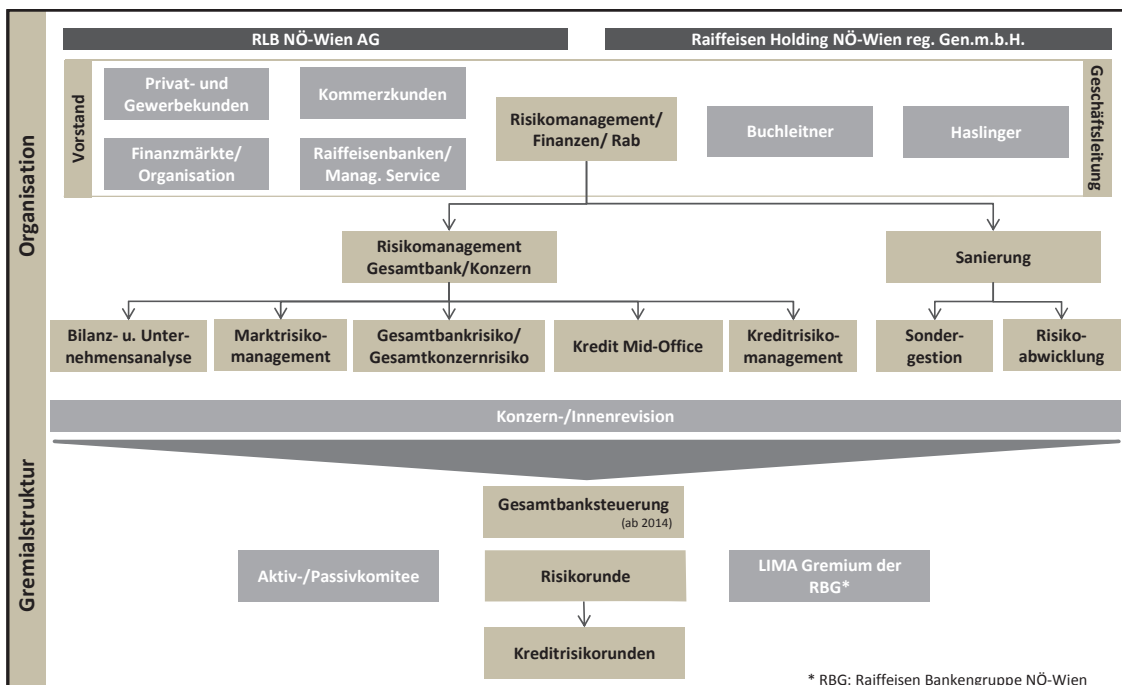 RLB NÖ-Wien AG
Raiffeisen Holding NÖ-Wien reg. Gen.m.b.H.
Organisation
Vorstand
Privat- und
Gewerbekunden
Kommerzkunden
Finanzmärkte/
Organisation
Raiffeisenbanken/
Manag. Service
Risikomanagement/
Finanzen/ Rab
Buchleitner
Haslinger
Geschäftsleitung
Risikomanagement
Gesamtbank/Konzern
Sanierung
Bilanz- u. Unter-
nehmensanalyse
Marktrisiko-
management
Gesamtbankrisiko/
Gesamtkonzernrisiko
Kredit Mid-Office
Kreditrisiko-
management
Sonder-
gestion
Risiko-
abwicklung
Konzern-/Innenrevision
Gremialstruktur
Gesamtbanksteuerung
(ab 2014)
Aktiv-/Passivkomitee
Risikorunde
LIMA Gremium der
RBG*
Kreditrisikorunden
* RBG: Raiffeisen Bankengruppe NÖ-Wien